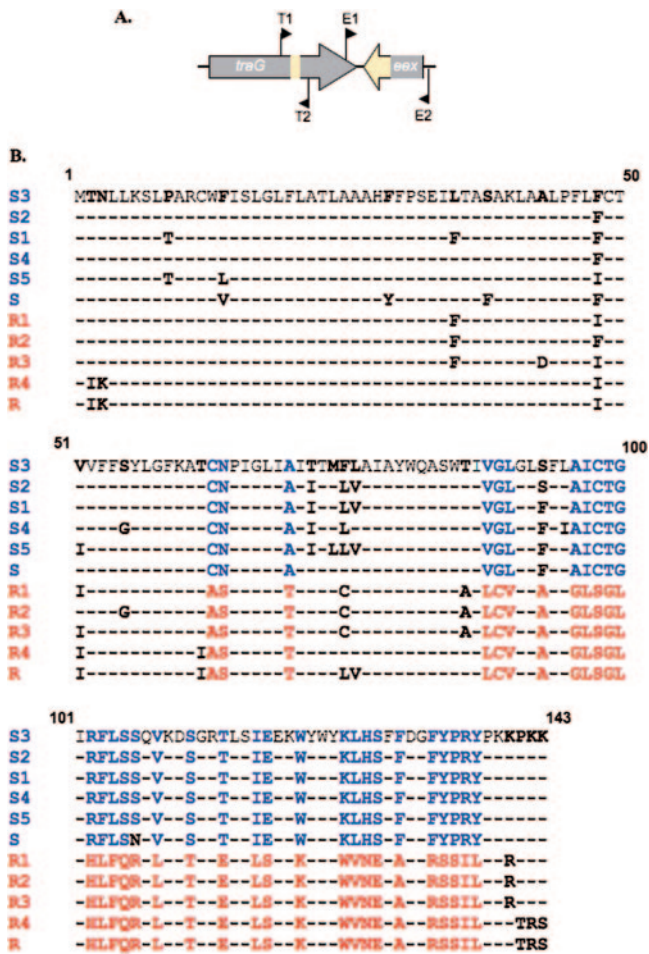 A.
T1
E1
traG
eex
T2
E2
B.
1 50
S3 MTNLLKSLPARCWFISLGLFLATLAAAHFFPSEILTASAKLAALPFLFCT
S2 -----------------------------------------------F--
S1 --------T-------------------------F------------F--
S4 -----------------------------------------------F--
S5 --------T----L---------------------------------I--
S -------------V--------------Y--------F---------F--
R1 ----------------------------------F------------I--
R2 ----------------------------------F------------F--
R3 ----------------------------------F-------D----I--
R4 -IK--------------------------------------------I--
R -IK--------------------------------------------I--
51 100
S3 VVFFSYLGFKATCNPIGLIAITTMFLAIAYWQASWTIVGLGLSFLAICTG
S2 ------------CN-----A-I--LV-----------VGL--S--AICTG
S1 ------------CN-----A-I--LV-----------VGL--F--AICTG
S4 ----G-------CN-----A-I--L------------VGL--F-IAICTG
S5 I-----------CN-----A-I-LLV-----------VGL--F--AICTG
S ------------CN-----A-----------------VGL--F--AICTG
R1 I-----------AS-----T----C----------A-LCV--A--GLSGL
R2 I---G-------AS-----T----C----------A-LCV--A--GLSGL
R3 I-----------AS-----T----C----------A-LCV--A--GLSGL
R4 I----------IAS-----T-----------------LCV--A--GLSGL
R I----------IAS-----T----LV-----------LCV--A--GLSGL
101 143
S3 IRFLSSQVKDSGRTLSIEEKWYWYKLHSFFDGFYPRYPKKPKK
S2 -RFLSS-V--S--T--IE--W---KLHS-F--FYPRY------
S1 -RFLSS-V--S--T--IE--W---KLHS-F--FYPRY------
S4 -RFLSS-V--S--T--IE--W---KLHS-F--FYPRY------
S5 -RFLSS-V--S--T--IE--W---KLHS-F--FYPRY------
S -RFLSN-V--S--T--IE--W---KLHS-F--FYPRY------
R1 -HLFQR-L--T--E--LS--K---WVNE-A--RSSIL--R---
R2 -HLFQR-L--T--E--LS--K---WVNE-A--RSSIL--R---
R3 -HLFQR-L--T--E--LS--K---WVNE-A--RSSIL--R---
R4 -HLFQR-L--T--E--LS--K---WVNE-A--RSSIL---TRS
R -HLFQR-L--T--E--LS--K---WVNE-A--RSSIL---TRS